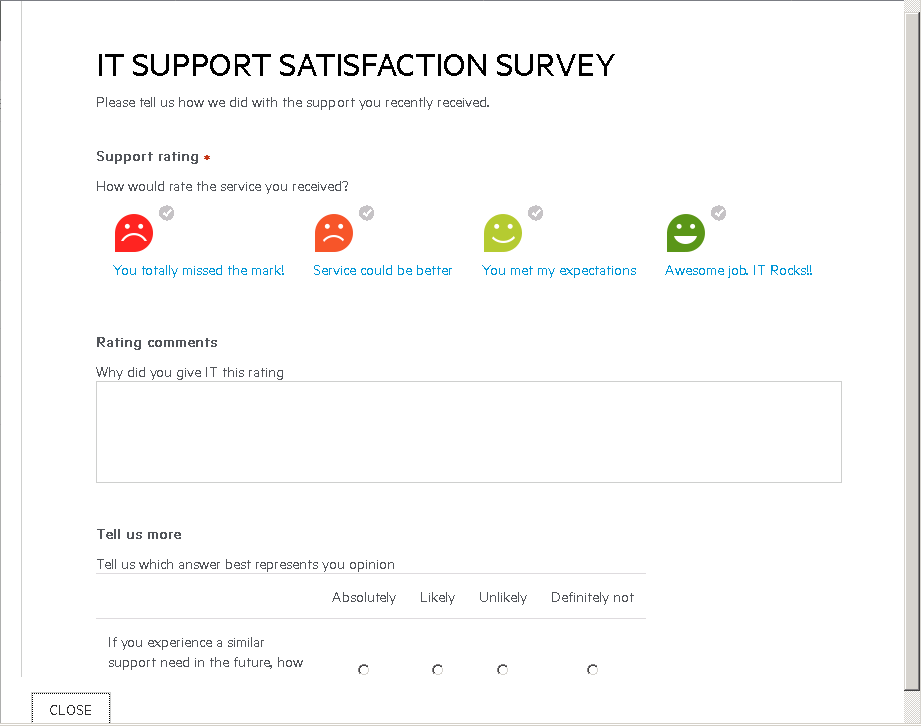 IT SUPPORT SATISFACTION SURVEY
Please tell us how we did with the support you recently received.
Support rating *
How would rate the service you received?
You totally missed the mark! Service could be better You met my expectations Awesome job. IT Rocks!!
Rating comments
Why did you give IT this rating
Tell us more
Tell us which answer best represents you opinion
Absolutely Likely Unlikely Definitely not
If you experience a similar
support need in the future, how
CLOSE